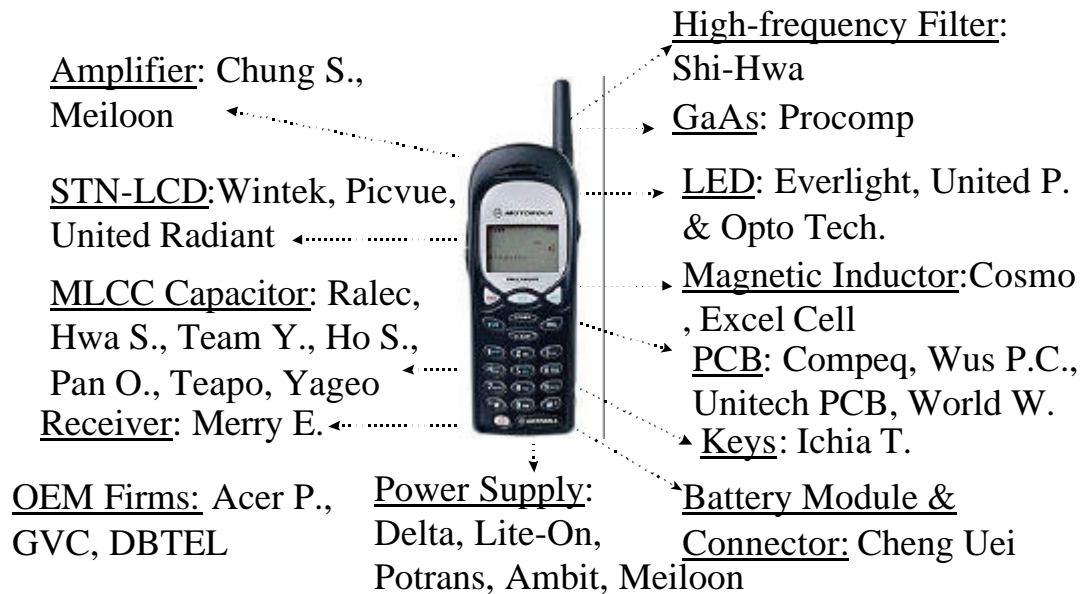 High-frequency Filter:
Shi-Hwa
Amplifier: Chung S.,
Meiloon
GaAs: Procomp
STN-LCD:Wintek, Picvue,
United Radiant
LED: Everlight, United P.
& Opto Tech.
MOTOROLA
MLCC Capacitor: Ralec,
Hwa S., Team Y., Ho S.,
Pan O., Teapo, Yageo
Magnetic Inductor:Cosmo
, Excel Cell
PCB: Compeq, Wus P.C.,
Unitech PCB, World W.
Receiver: Merry E.
Keys: Ichia T.
OEM Firms: Acer P.,
GVC, DBTEL
Power Supply:
Delta, Lite-On,
Potrans, Ambit, Meiloon
Battery Module &
Connector: Cheng Uei